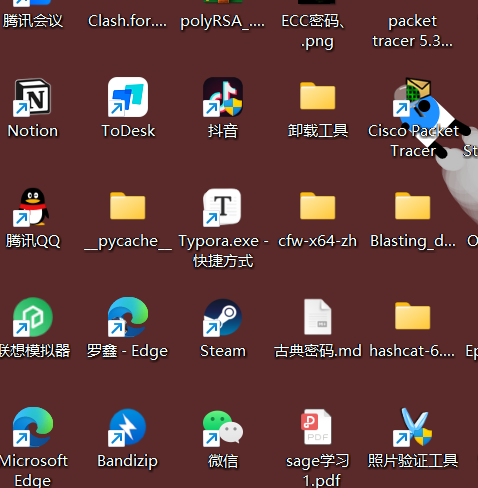 腾讯会议
Clash.for....
polyRSA_....
ECC密码、
.png
packet
tracer 5.3...
Notion
ToDesk
抖音
卸载工具
Cisco Packet
Tracer
St
腾讯QQ
__pycache__
Typora.exe -
快捷方式
cfw-x64-zh
Blasting_d...
O
联想模拟器
罗鑫 - Edge
Steam
古典密码.md
hashcat-6....
Ep
Microsoft
Edge
Bandizip
微信
PDF
sage学习
1.pdf
照片验证工具